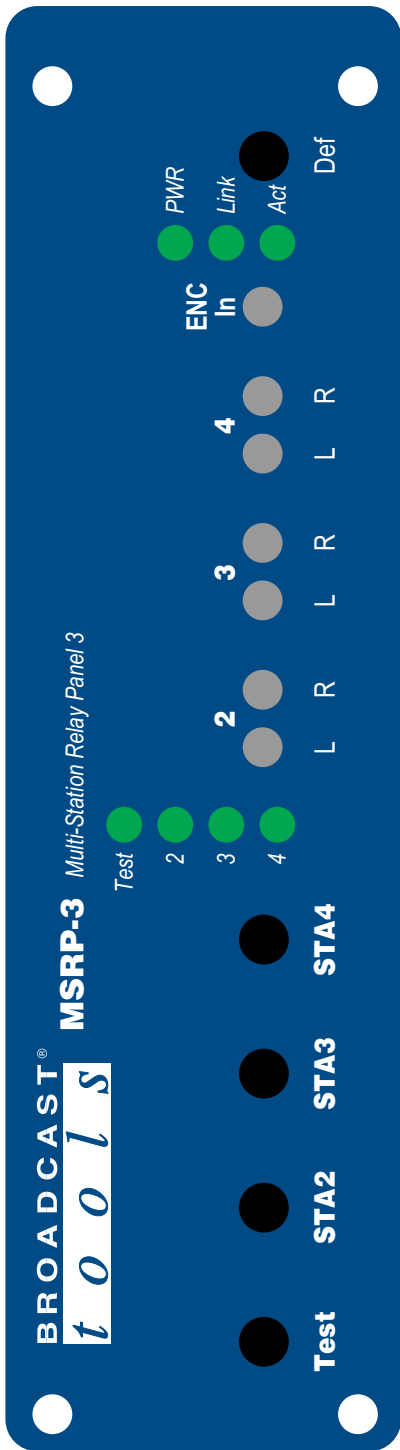 BROADCAST®
tools
MSRP-3 Multi-Station Relay Panel 3
Test
2
3
4
PWR
Link
Act
2
3
4
ENC
In
Test STA2 STA3 STA4 L R L R L R Def